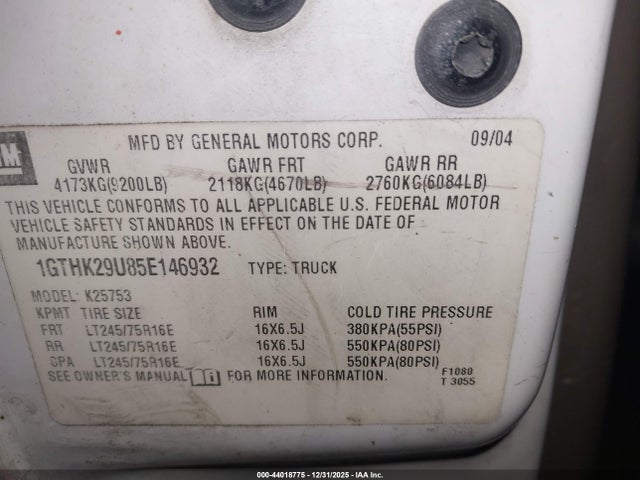 GM
MFD BY GENERAL MOTORS CORP. 09/04
GVWR GAWR FRT GAWR RR
4173KG(9200LB) 2118KG(4670LB) 2760KG(6084LB)
THIS VEHICLE CONFORMS TO ALL APPLICABLE U.S. FEDERAL MOTOR
VEHICLE SAFETY STANDARDS IN EFFECT ON THE DATE OF
MANUFACTURE SHOWN ABOVE.
1GTHK29U85E146932 TYPE: TRUCK
MODEL: K25753
KPMT TIRE SIZE RIM COLD TIRE PRESSURE
FRT LT245/75R16E 16X6.5J 380KPA(55PSI)
RR LT245/75R16E 16X6.5J 550KPA(80PSI)
CPA LT245/75R16E 16X6.5J 550KPA(80PSI)
SEE OWNER'S MANUAL FOR MORE INFORMATION. F1080
T 3055
000-44018775 - 12/31/2025 - IAA Inc.